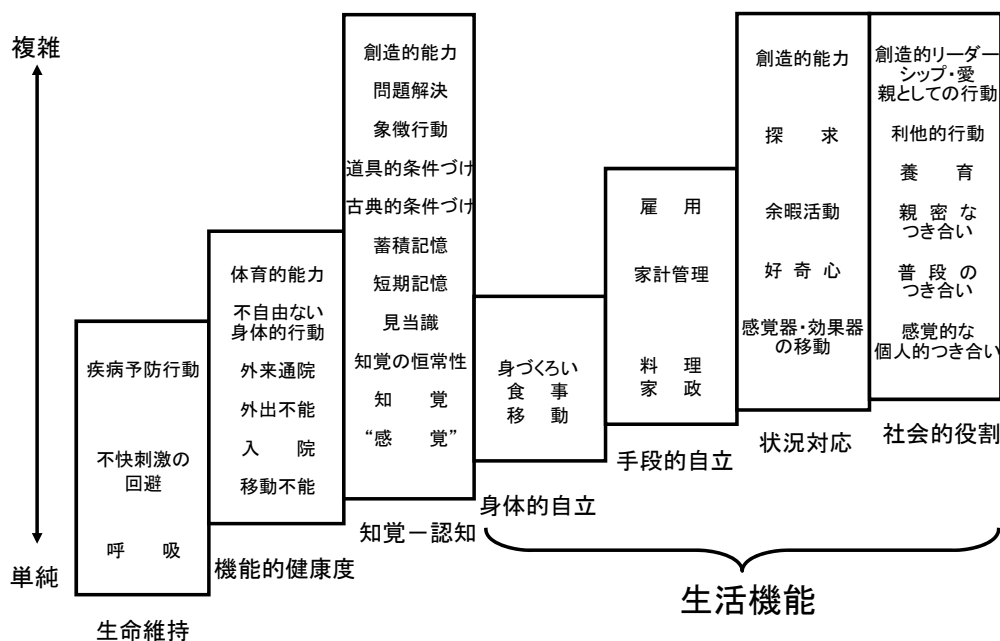 複雑
単純
疾病予防行動
不快刺激の
回避
呼　吸
生命維持
体育的能力
不自由ない
身体的行動
外来通院
外出不能
入　院
移動不能
機能的健康度
創造的能力
問題解決
象徴行動
道具的条件づけ
古典的条件づけ
蓄積記憶
短期記憶
見当識
知覚の恒常性
知　覚
“感　覚”
知覚－認知
身づくろい
食　事
移　動
身体的自立
雇　用
家計管理
料　理
家　政
手段的自立
創造的能力
探　求
余暇活動
好 奇 心
感覚器・効果器
の移動
状況対応
創造的リーダー
シップ・愛
親としての行動
利他的行動
養　育
親 密 な
つき合い
普 段 の
つき合い
感覚的な
個人的つき合い
社会的役割
生活機能